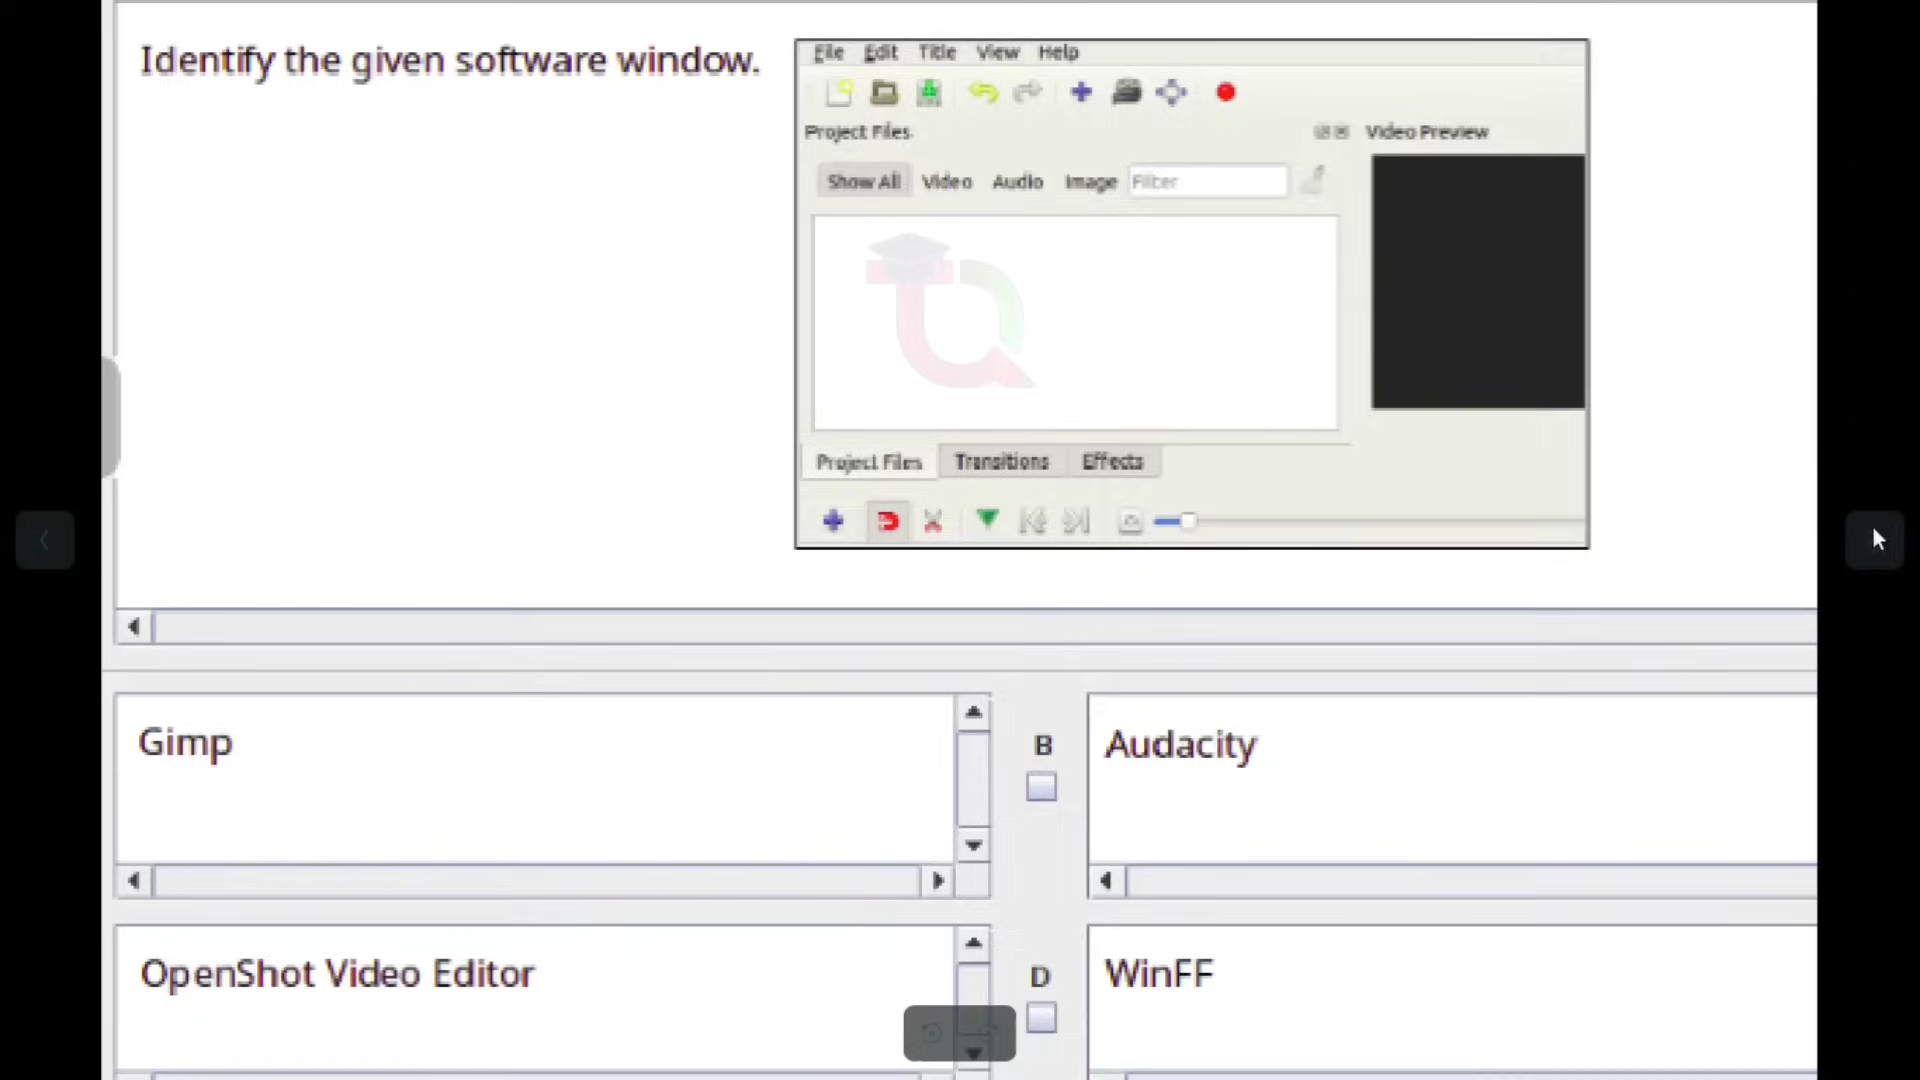 Identify the given software window.
File Edit Title View Help
Project Files
Video Preview
Show All Video Audio Image Filter
Project Files Transitions Effects
Gimp
B
Audacity
OpenShot Video Editor
D
WinFF